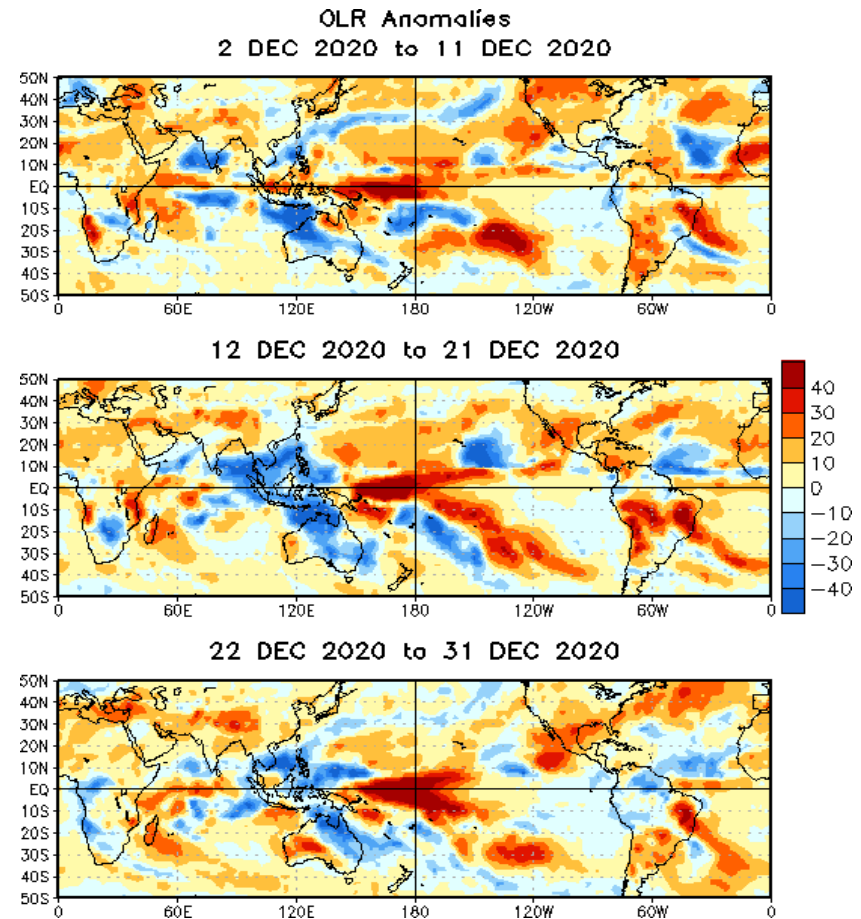 OLR Anomalies
2 DEC 2020 to 11 DEC 2020
50N
40N
30N
20N
10N
EQ
10S
20S
30S
40S
50S
0 60E 120E 180 120W 60W 0
12 DEC 2020 to 21 DEC 2020
50N
40N
30N
20N
10N
EQ
10S
20S
30S
40S
50S
0 60E 120E 180 120W 60W 0
40
30
20
10
0
-10
-20
-30
-40
22 DEC 2020 to 31 DEC 2020
50N
40N
30N
20N
10N
EQ
10S
20S
30S
40S
50S
0 60E 120E 180 120W 60W 0